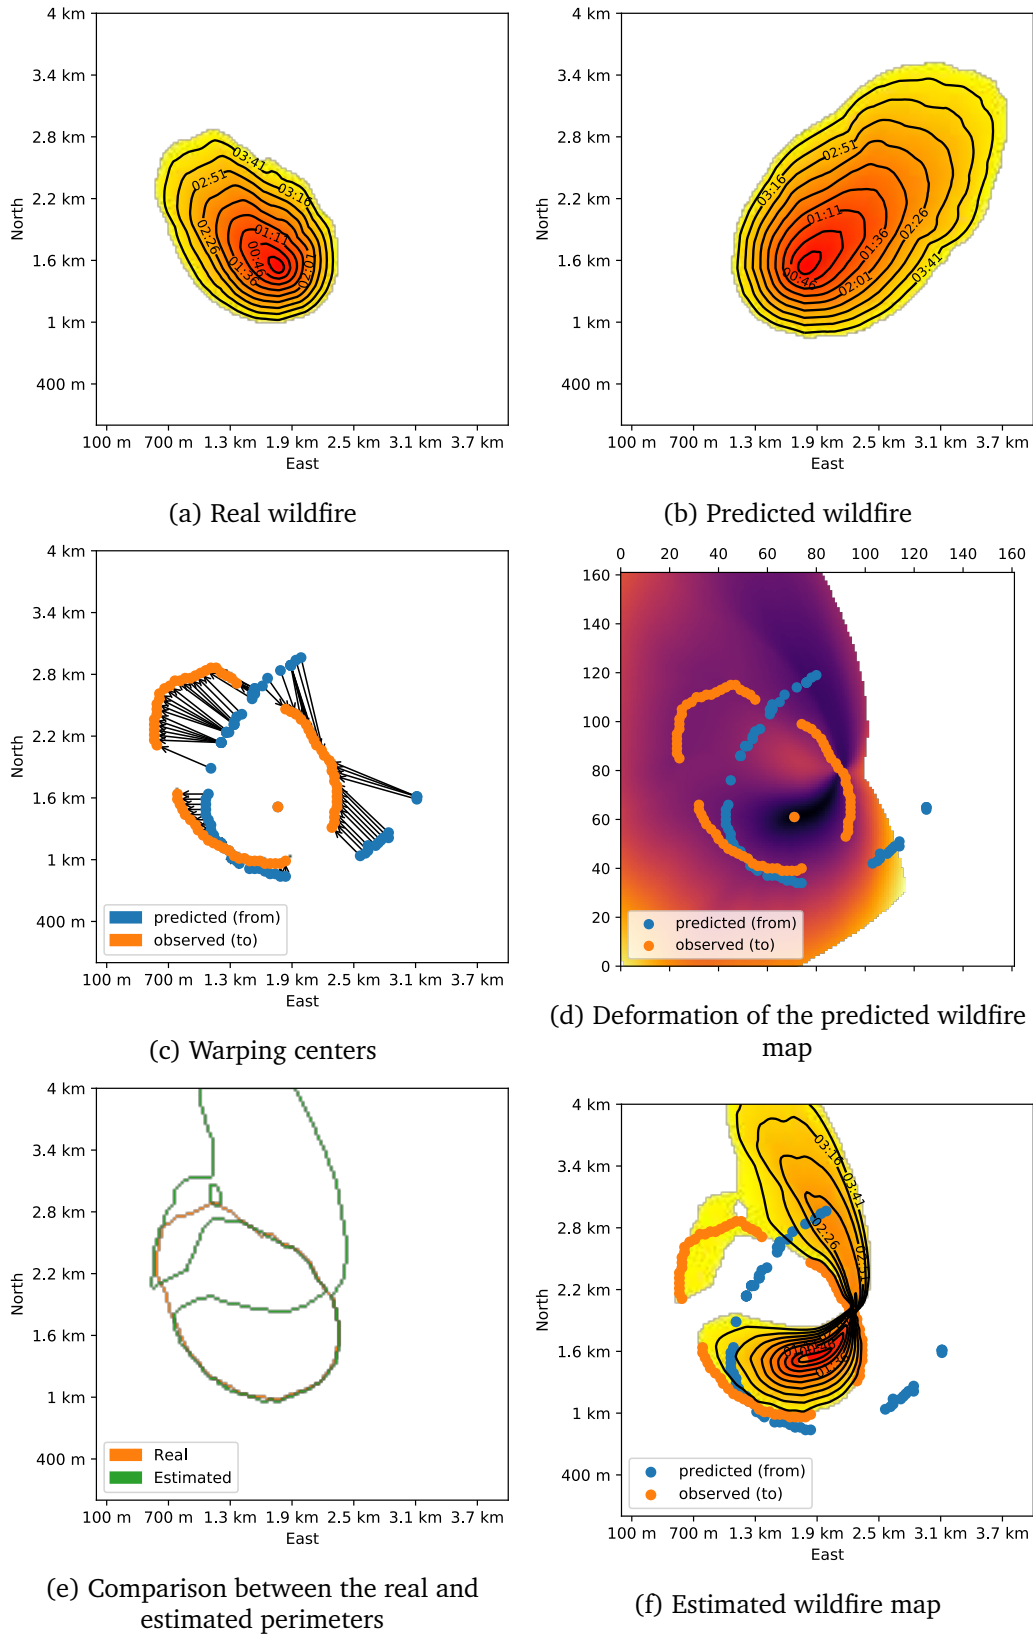 4 km
3.4 km
2.8 km
2.2 km
1.6 km
1 km
400 m
North
03:41
02:51
03:16
01:11
02:26
00:46
01:36
02:01
100 m 700 m 1.3 km 1.9 km 2.5 km 3.1 km 3.7 km
East
(a) Real wildfire
4 km
3.4 km
2.8 km
2.2 km
1.6 km
1 km
400 m
North
02:51
03:16
01:11
02:26
01:36
03:41
00:46
02:01
100 m 700 m 1.3 km 1.9 km 2.5 km 3.1 km 3.7 km
East
(b) Predicted wildfire
4 km
3.4 km
2.8 km
2.2 km
1.6 km
1 km
400 m
North
predicted (from)
observed (to)
100 m 700 m 1.3 km 1.9 km 2.5 km 3.1 km 3.7 km
East
(c) Warping centers
0 20 40 60 80 100 120 140 160
160
140
120
100
80
60
40
20
0
predicted (from)
observed (to)
(d) Deformation of the predicted wildfire
map
4 km
3.4 km
2.8 km
2.2 km
1.6 km
1 km
400 m
North
Real
Estimated
100 m 700 m 1.3 km 1.9 km 2.5 km 3.1 km 3.7 km
East
(e) Comparison between the real and
estimated perimeters
4 km
3.4 km
2.8 km
2.2 km
1.6 km
1 km
400 m
North
03:16
03:41
02:26
02:51
predicted (from)
observed (to)
100 m 700 m 1.3 km 1.9 km 2.5 km 3.1 km 3.7 km
East
(f) Estimated wildfire map